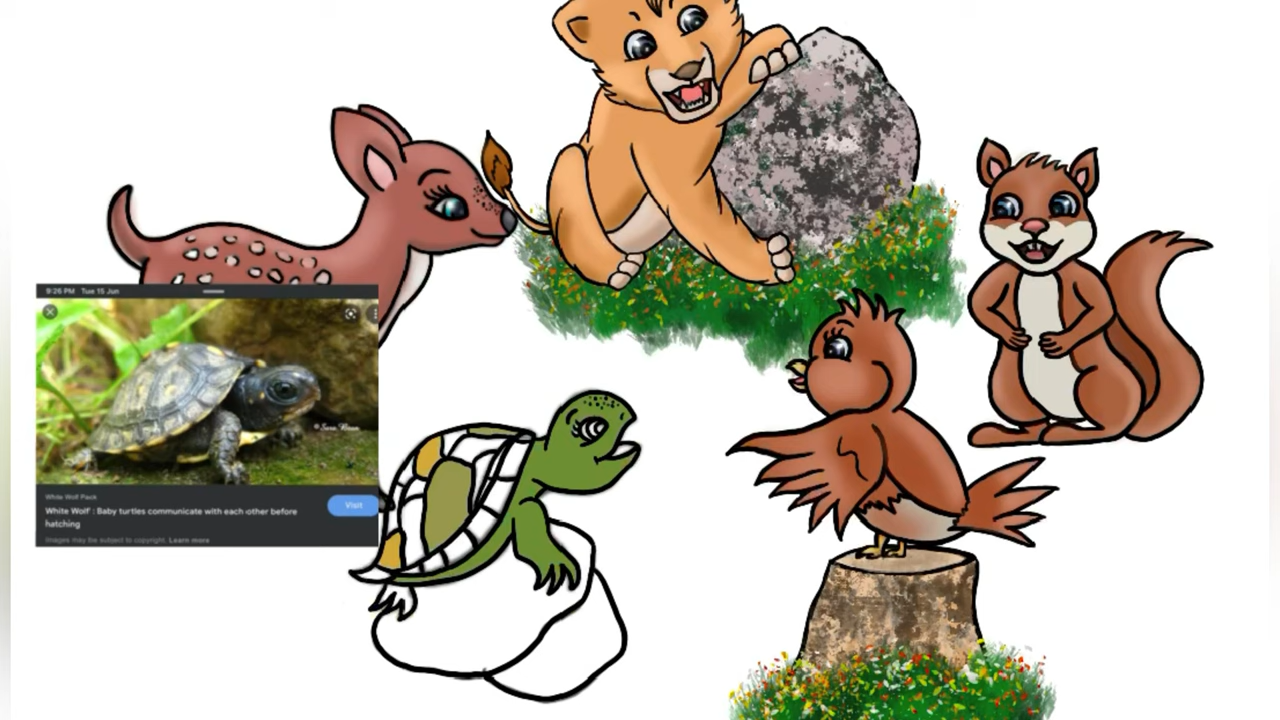 9:26 PM Tue 15 Jun
White Wolf Pack
White Wolf : Baby turtles communicate with each other before
hatching
Visit
Images may be subject to copyright. Learn more